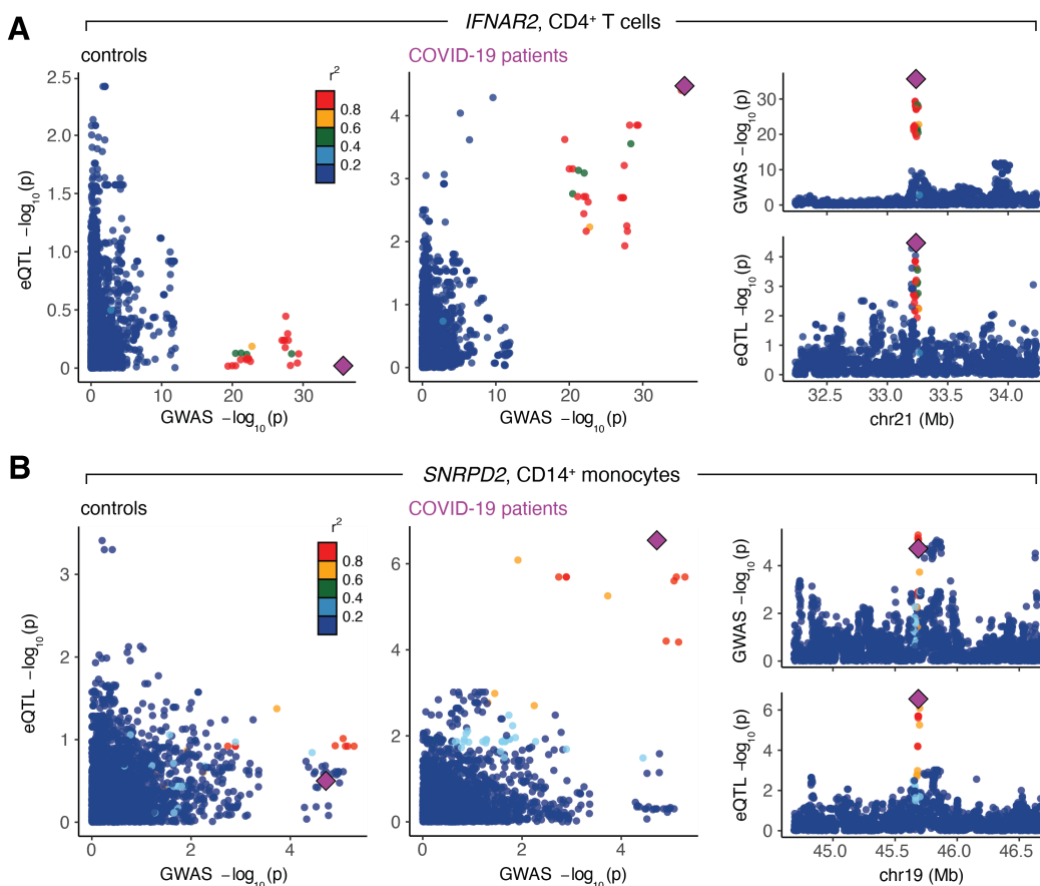 A
IFNAR2, CD4⁺ T cells
controls
COVID-19 patients
r²
0.8
0.6
0.4
0.2
eQTL −log₁₀(p)
2.5
2.0
1.5
1.0
0.5
0
0 10 20 30
GWAS −log₁₀(p)
4
3
2
1
0
0 10 20 30
GWAS −log₁₀(p)
GWAS −log₁₀(p)
30
20
10
0
eQTL −log₁₀(p)
4
3
2
1
0
32.5 33.0 33.5 34.0
chr21 (Mb)
B
SNRPD2, CD14⁺ monocytes
controls
COVID-19 patients
r²
0.8
0.6
0.4
0.2
eQTL −log₁₀(p)
3
2
1
0
0 2 4
GWAS −log₁₀(p)
6
4
2
0
0 2 4
GWAS −log₁₀(p)
GWAS −log₁₀(p)
4
2
0
eQTL −log₁₀(p)
6
4
2
0
45.0 45.5 46.0 46.5
chr19 (Mb)